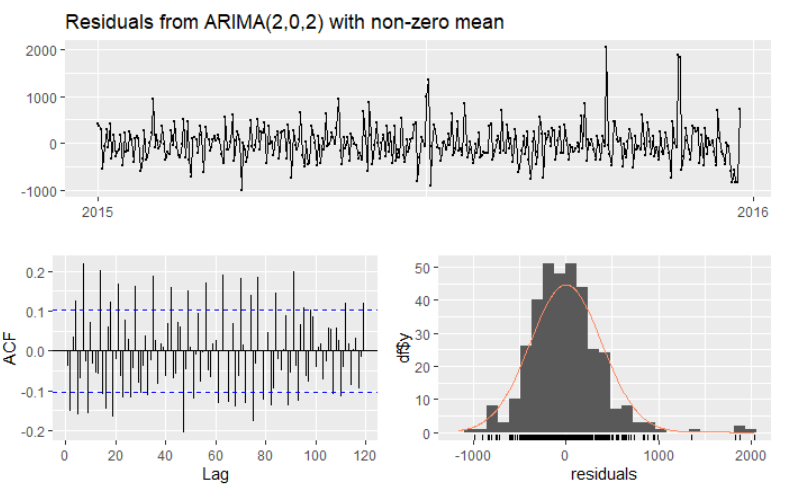 Residuals from ARIMA(2,0,2) with non-zero mean
2000
1000
0
-1000
2015 2016
0.2
0.1
0.0
-0.1
-0.2
ACF
0 20 40 60 80 100 120
Lag
50
40
30
20
10
0
df$y
-1000 0 1000 2000
residuals